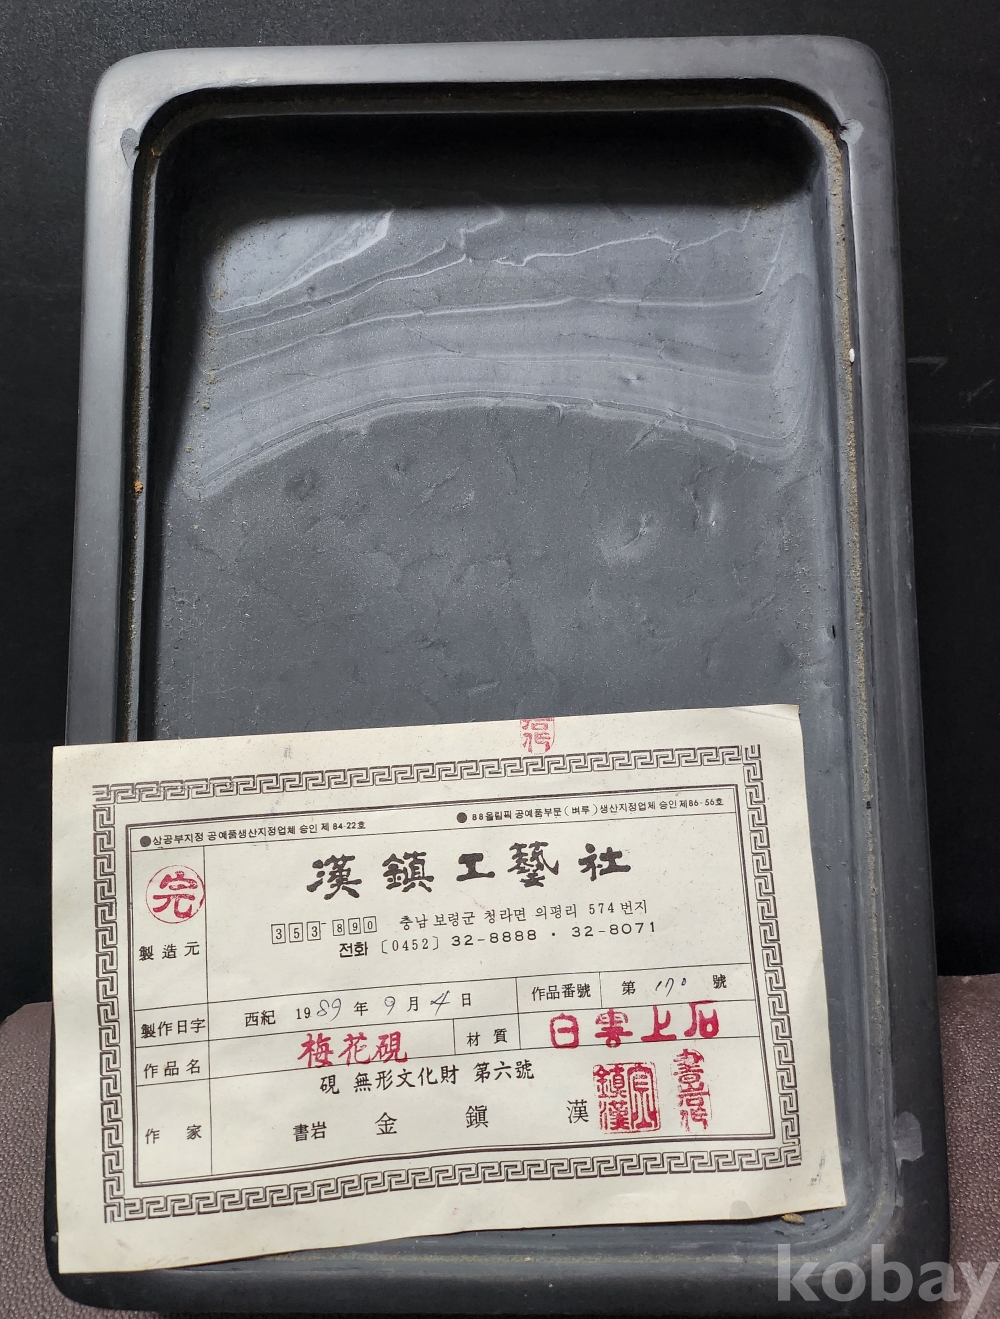 ●상공부지정 공예품생산지정업체 승인 제 84-22호
●88올림픽 공예품부문(벼루)생산지정업체 승인 제86-56호
完
漢鎭工藝社
353-890 충남 보령군 청라면 의평리 574번지
전화 〔0452〕 32-8888 · 32-8071
製造元
製作日字 西紀 1989年 9月 4日 作品番號 第 170 號
作品名 梅花硯 材質 白雲上石
硯 無形文化財 第六號
作家 書岩 金鎭漢
kobay